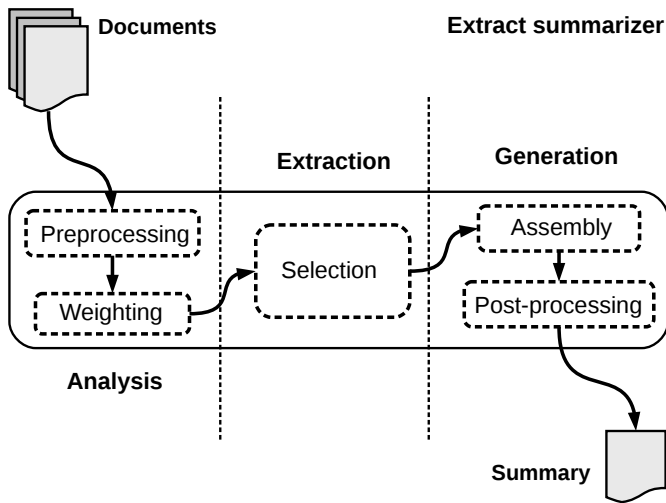 Documents
Extract summarizer
Extraction
Generation
Preprocessing
Assembly
Selection
Weighting
Post-processing
Analysis
Summary